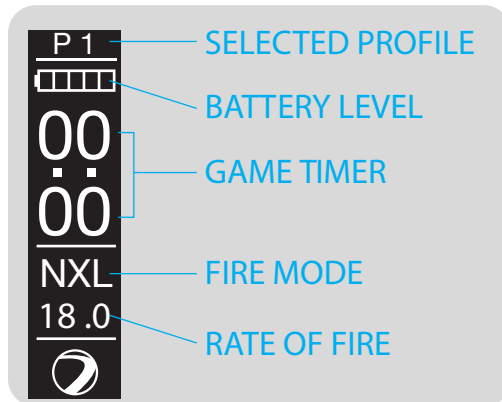 P 1
SELECTED PROFILE
BATTERY LEVEL
00
:
00
GAME TIMER
NXL
FIRE MODE
18 .0
RATE OF FIRE